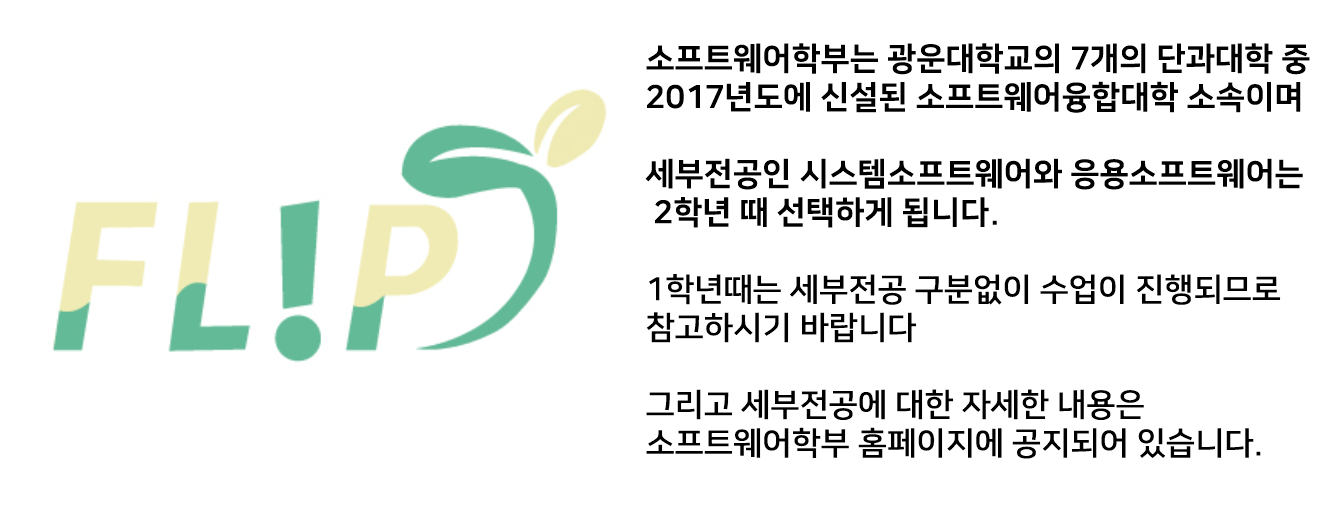 FL!P
소프트웨어학부는 광운대학교의 7개의 단과대학 중
2017년도에 신설된 소프트웨어융합대학 소속이며
세부전공인 시스템소프트웨어와 응용소프트웨어는
2학년 때 선택하게 됩니다.
1학년때는 세부전공 구분없이 수업이 진행되므로
참고하시기 바랍니다
그리고 세부전공에 대한 자세한 내용은
소프트웨어학부 홈페이지에 공지되어 있습니다.